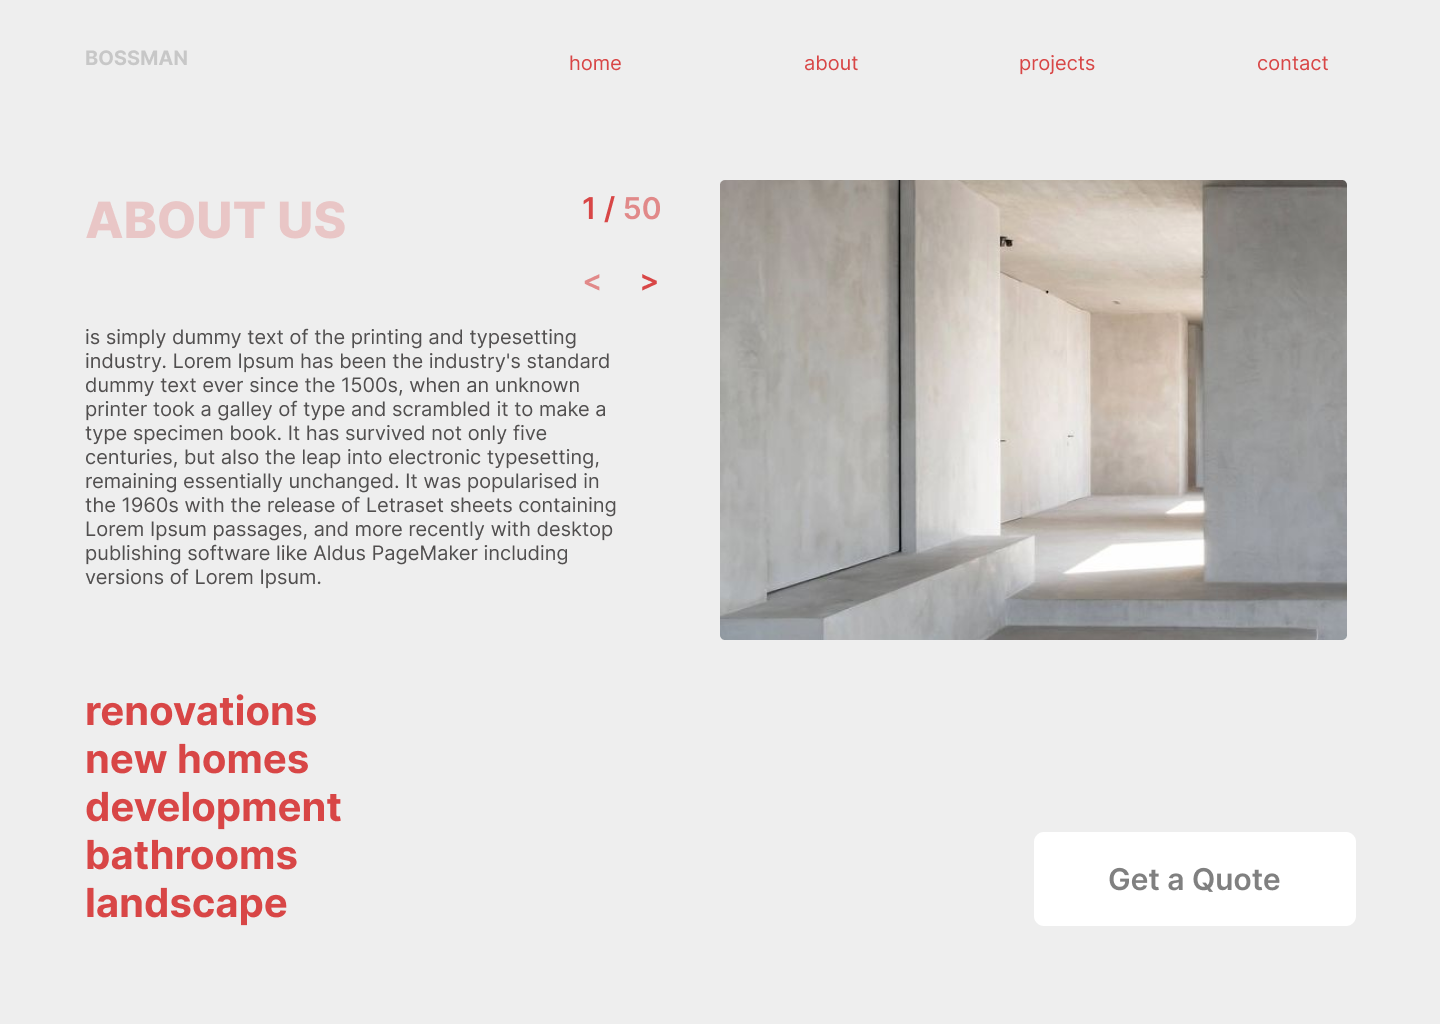 BOSSMAN
home
about
projects
contact
ABOUT US
1 / 50
< >
is simply dummy text of the printing and typesetting
industry. Lorem Ipsum has been the industry's standard
dummy text ever since the 1500s, when an unknown
printer took a galley of type and scrambled it to make a
type specimen book. It has survived not only five
centuries, but also the leap into electronic typesetting,
remaining essentially unchanged. It was popularised in
the 1960s with the release of Letraset sheets containing
Lorem Ipsum passages, and more recently with desktop
publishing software like Aldus PageMaker including
versions of Lorem Ipsum.
renovations
new homes
development
bathrooms
landscape
Get a Quote